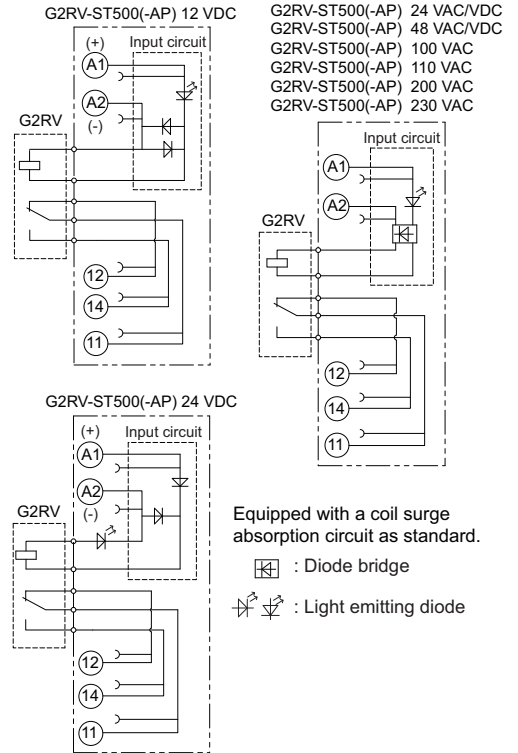 G2RV-ST500(-AP) 12 VDC
(+)
Input circuit
A1
A2
(-)
G2RV
12
14
11
G2RV-ST500(-AP) 24 VAC/VDC
G2RV-ST500(-AP) 48 VAC/VDC
G2RV-ST500(-AP) 100 VAC
G2RV-ST500(-AP) 110 VAC
G2RV-ST500(-AP) 200 VAC
G2RV-ST500(-AP) 230 VAC
Input circuit
A1
A2
G2RV
12
14
11
G2RV-ST500(-AP) 24 VDC
(+)
Input circuit
A1
A2
(-)
G2RV
12
14
11
Equipped with a coil surge
absorption circuit as standard.
: Diode bridge
: Light emitting diode